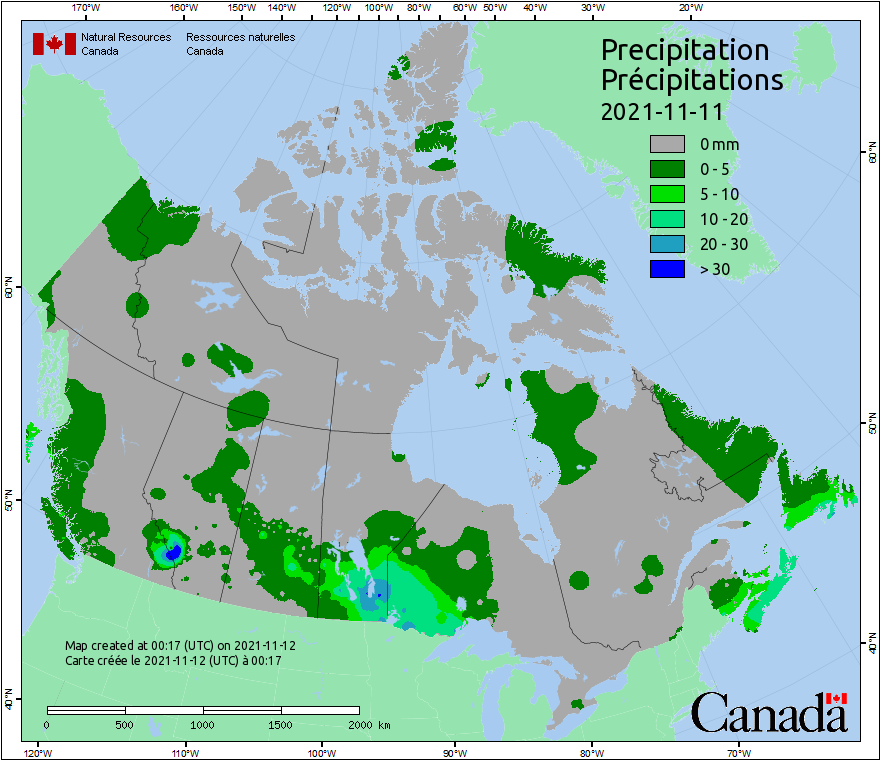 170°W 160°W 150°W 140°W 130°W 120°W 110°W 100°W 90°W 80°W 70°W 60°W 50°W 40°W 30°W 20°W
Natural Resources Canada
Ressources naturelles Canada
Precipitation
Précipitations
2021-11-11
0 mm
0 - 5
5 - 10
10 - 20
20 - 30
> 30
60°N
50°N
40°N
60°N
50°N
40°N
Map created at 00:17 (UTC) on 2021-11-12
Carte créée le 2021-11-12 (UTC) à 00:17
0 500 1000 1500 2000 km
Canada
120°W 110°W 100°W 90°W 80°W 70°W